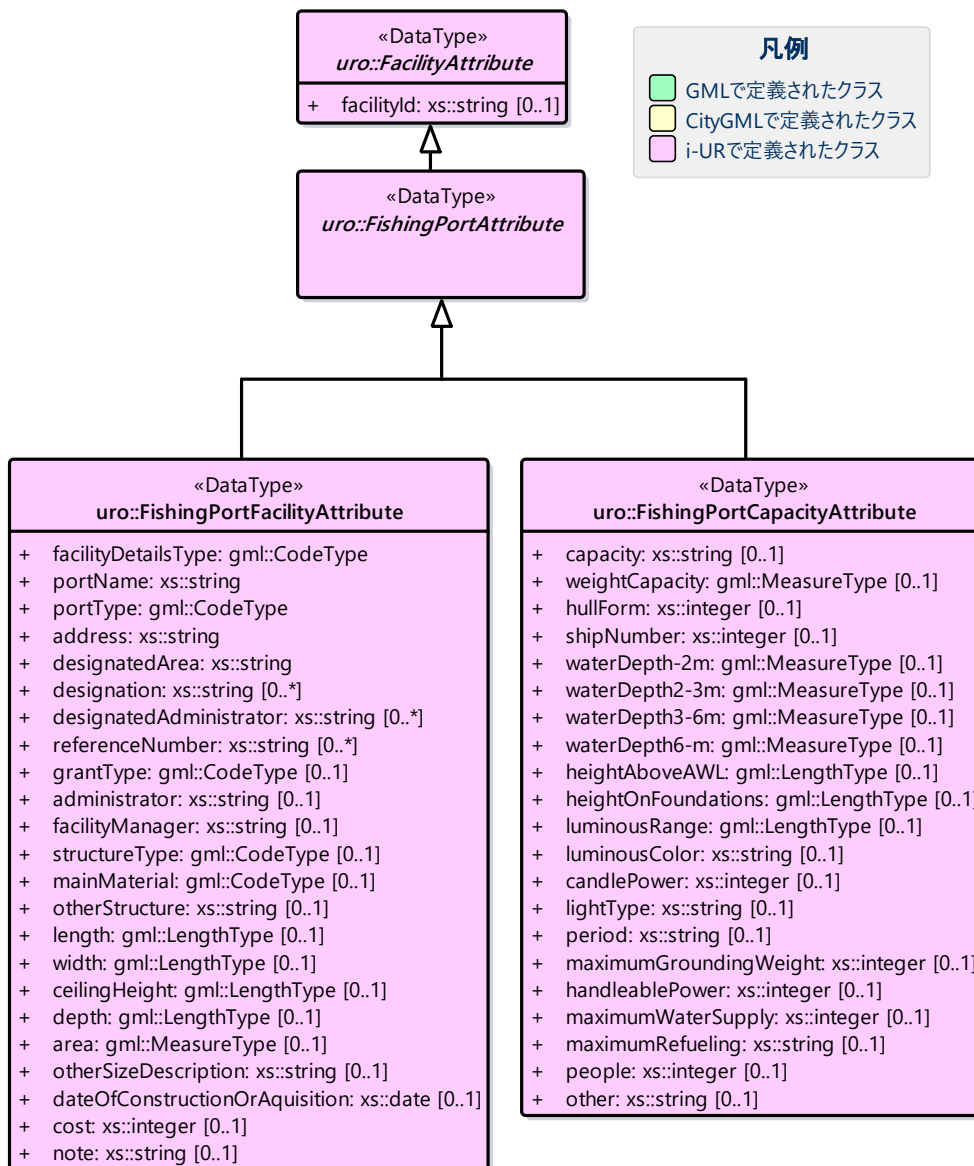 «DataType»
uro::FacilityAttribute
+ facilityId: xs::string [0..1]
凡例
GMLで定義されたクラス
CityGMLで定義されたクラス
i-URで定義されたクラス
«DataType»
uro::FishingPortAttribute
«DataType»
uro::FishingPortFacilityAttribute
+ facilityDetailsType: gml::CodeType
+ portName: xs::string
+ portType: gml::CodeType
+ address: xs::string
+ designatedArea: xs::string
+ designation: xs::string [0..*]
+ designatedAdministrator: xs::string [0..*]
+ referenceNumber: xs::string [0..*]
+ grantType: gml::CodeType [0..1]
+ administrator: xs::string [0..1]
+ facilityManager: xs::string [0..1]
+ structureType: gml::CodeType [0..1]
+ mainMaterial: gml::CodeType [0..1]
+ otherStructure: xs::string [0..1]
+ length: gml::LengthType [0..1]
+ width: gml::LengthType [0..1]
+ ceilingHeight: gml::LengthType [0..1]
+ depth: gml::LengthType [0..1]
+ area: gml::MeasureType [0..1]
+ otherSizeDescription: xs::string [0..1]
+ dateOfConstructionOrAquisition: xs::date [0..1]
+ cost: xs::integer [0..1]
+ note: xs::string [0..1]
«DataType»
uro::FishingPortCapacityAttribute
+ capacity: xs::string [0..1]
+ weightCapacity: gml::MeasureType [0..1]
+ hullForm: xs::integer [0..1]
+ shipNumber: xs::integer [0..1]
+ waterDepth-2m: gml::MeasureType [0..1]
+ waterDepth2-3m: gml::MeasureType [0..1]
+ waterDepth3-6m: gml::MeasureType [0..1]
+ waterDepth6-m: gml::MeasureType [0..1]
+ heightAboveAWL: gml::LengthType [0..1]
+ heightOnFoundations: gml::LengthType [0..1]
+ luminousRange: gml::LengthType [0..1]
+ luminousColor: xs::string [0..1]
+ candlePower: xs::integer [0..1]
+ lightType: xs::string [0..1]
+ period: xs::string [0..1]
+ maximumGroundingWeight: xs::integer [0..1]
+ handleablePower: xs::integer [0..1]
+ maximumWaterSupply: xs::integer [0..1]
+ maximumRefueling: xs::string [0..1]
+ people: xs::integer [0..1]
+ other: xs::string [0..1]